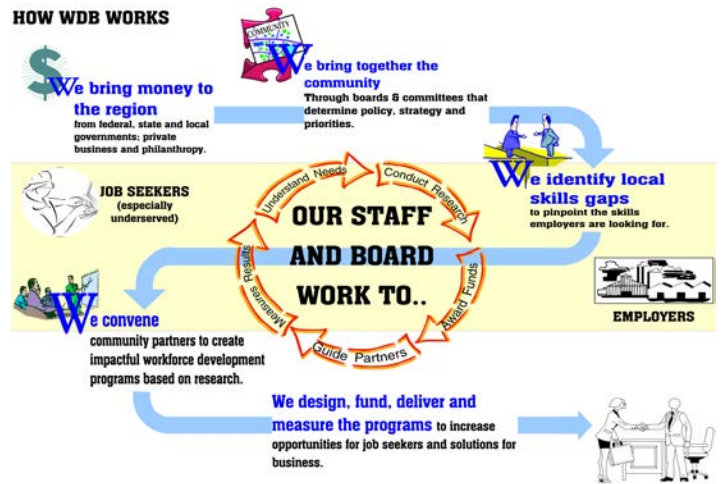 HOW WDB WORKS
COMMUNITY
We bring money to
the region
from federal, state and local
governments; private
business and philanthropy.
We bring together the
community
Through boards & committees that
determine policy, strategy and
priorities.
We identify local
skills gaps
to pinpoint the skills
employers are looking for.
JOB SEEKERS
(especially
underserved)
Understand Needs
Conduct Research
Award Funds
Guide Partners
Measures Results
OUR STAFF
AND BOARD
WORK TO..
EMPLOYERS
We convene
community partners to create
impactful workforce development
programs based on research.
We design, fund, deliver and
measure the programs to increase
opportunities for job seekers and solutions for
business.